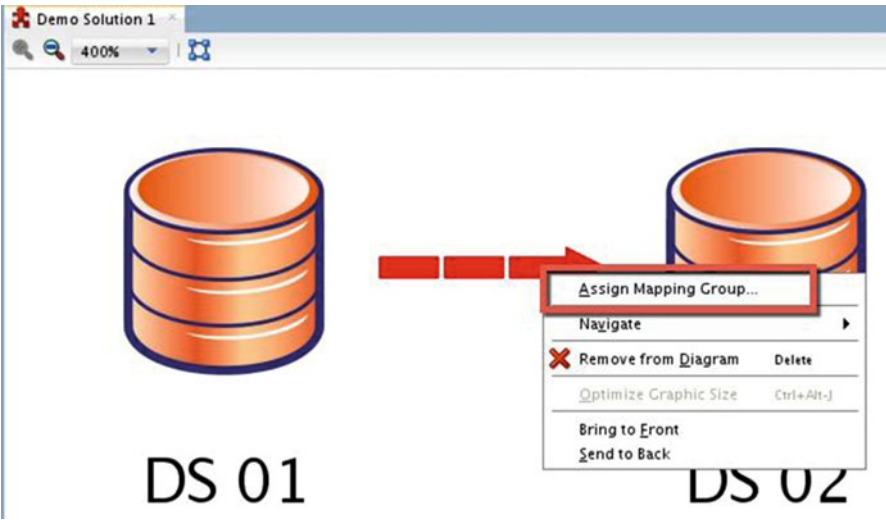 Demo Solution 1
400%
Assign Mapping Group...
Navigate
Remove from Diagram Delete
Optimize Graphic Size Ctrl+Alt-J
Bring to Front
Send to Back
DS 01
DS 02